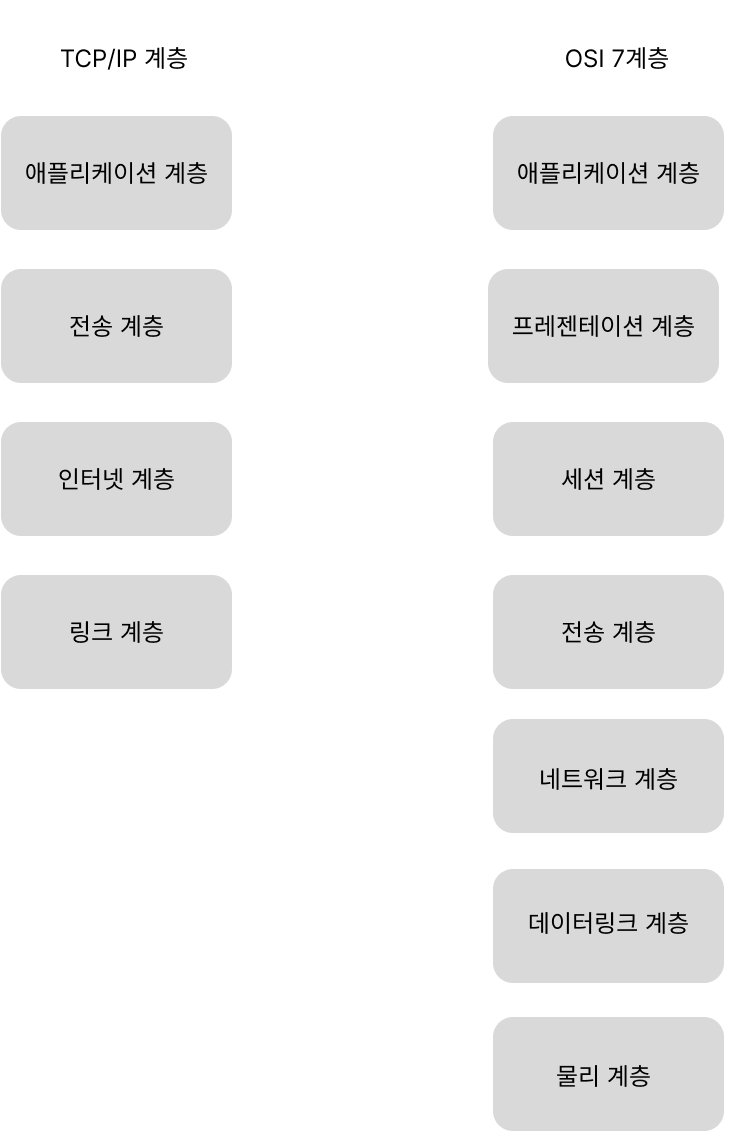 TCP/IP 계층
OSI 7계층
애플리케이션 계층
애플리케이션 계층
전송 계층
프레젠테이션 계층
인터넷 계층
세션 계층
링크 계층
전송 계층
네트워크 계층
데이터링크 계층
물리 계층